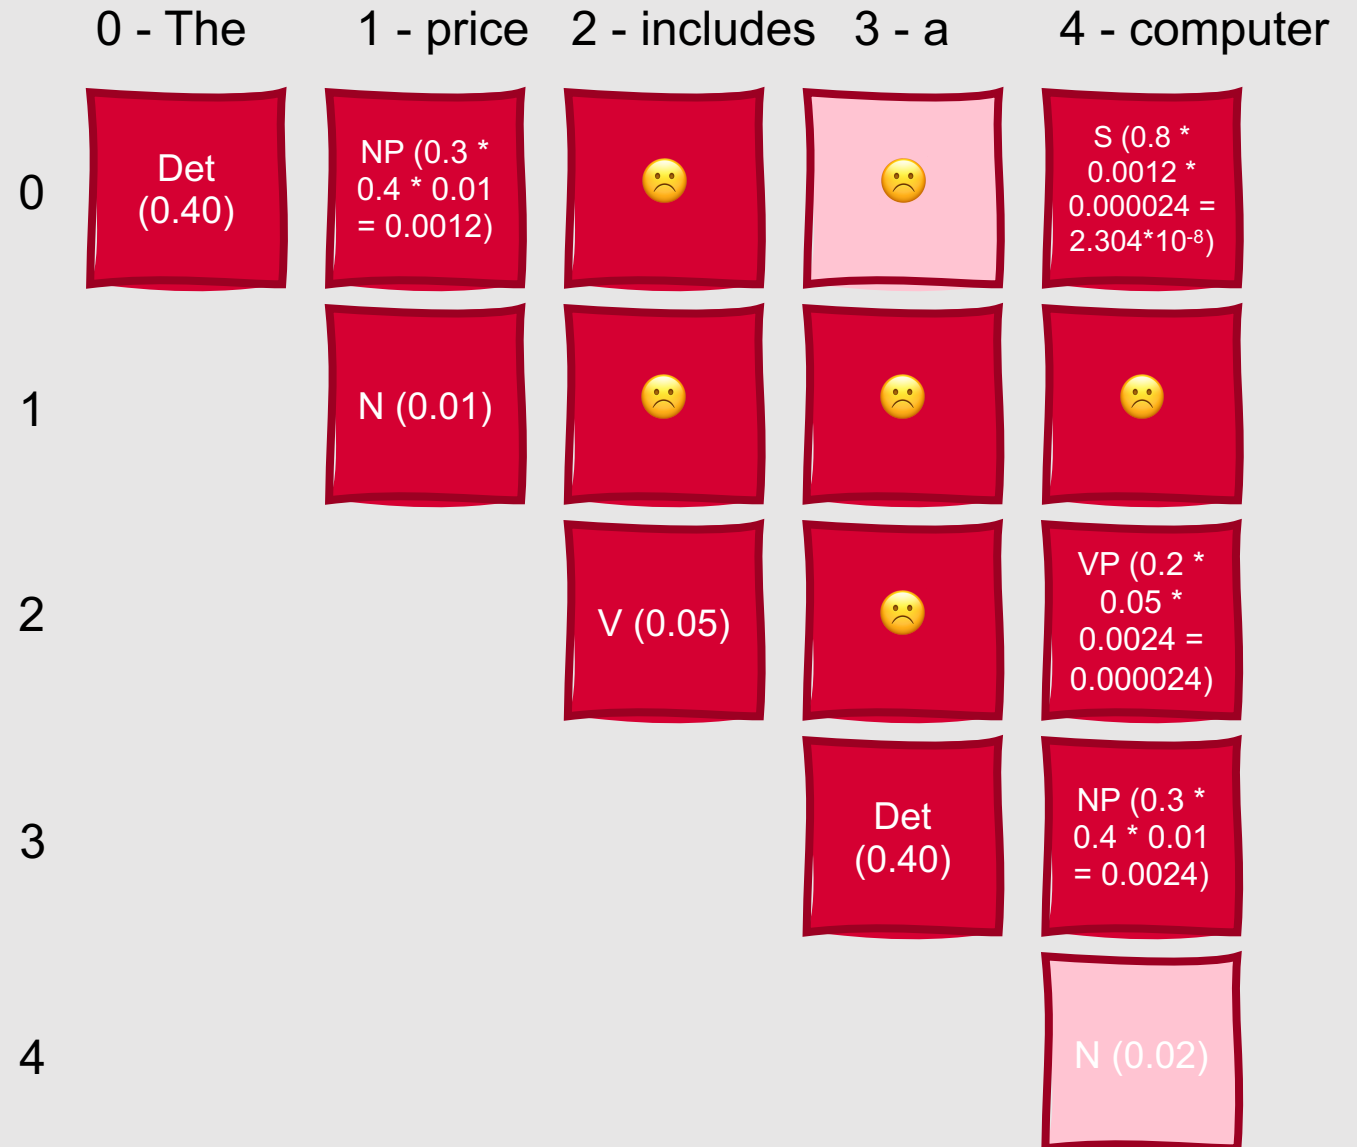 0 - The 1 - price 2 - includes 3 - a 4 - computer
0
Det
(0.40)
NP (0.3 *
0.4 * 0.01
= 0.0012)
S (0.8 *
0.0012 *
0.000024 =
2.304*10⁻⁸)
1
N (0.01)
2
V (0.05)
VP (0.2 *
0.05 *
0.0024 =
0.000024)
3
Det
(0.40)
NP (0.3 *
0.4 * 0.01
= 0.0024)
4
N (0.02)